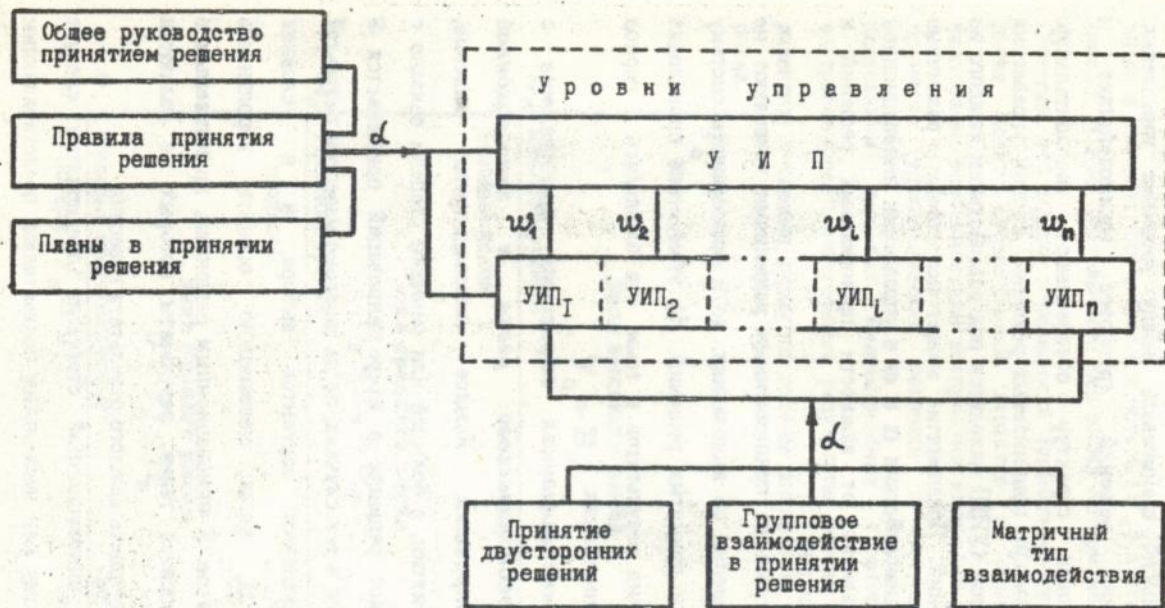 Общее руководство
принятием решения
Правила принятия
решения
Планы в принятии
решения
α
Уровни управления
УИП
w₁ w₂ wᵢ wₙ
УИП₁ УИП₂ УИПᵢ УИПₙ
α
Принятие
двусторонних
решений
Групповое
взаимодействие
в принятии
решения
Матричный
тип
взаимодействия